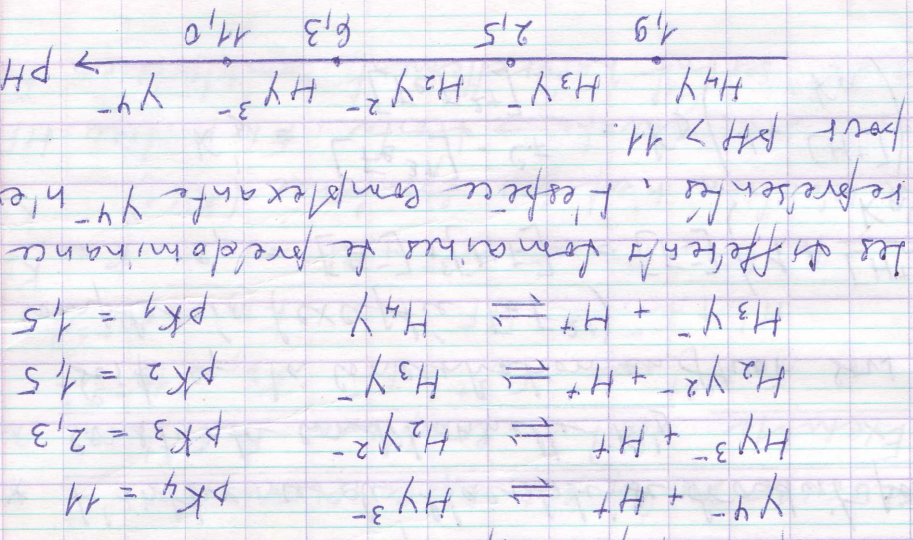 Y⁴⁻ + H⁺ ⇌ HY³⁻ pK₄ = 11
HY³⁻ + H⁺ ⇌ H₂Y²⁻ pK₃ = 2,3
H₂Y²⁻ + H⁺ ⇌ H₃Y⁻ pK₂ = 1,5
H₃Y⁻ + H⁺ ⇌ H₄Y pK₁ = 1,5
Les différents domaines de prédominance
représentés, L'espèce complexante Y⁴⁻ n'e
pour pH > 11.
H₄Y H₃Y⁻ H₂Y²⁻ HY³⁻ Y⁴⁻ pH
1,9 2,5 6,3 11,0